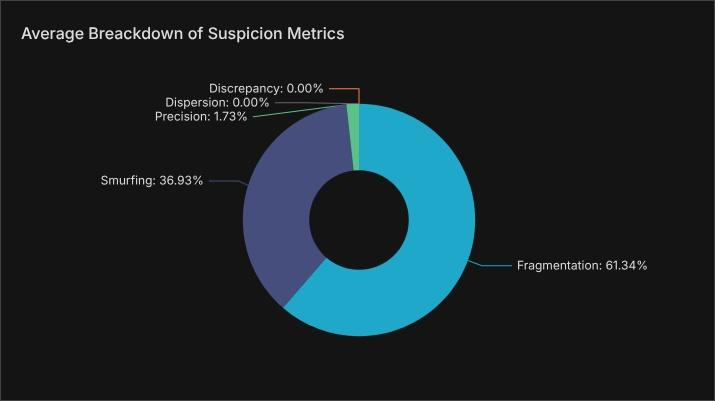 Average Breackdown of Suspicion Metrics
Discrepancy: 0.00%
Dispersion: 0.00%
Precision: 1.73%
Smurfing: 36.93%
Fragmentation: 61.34%